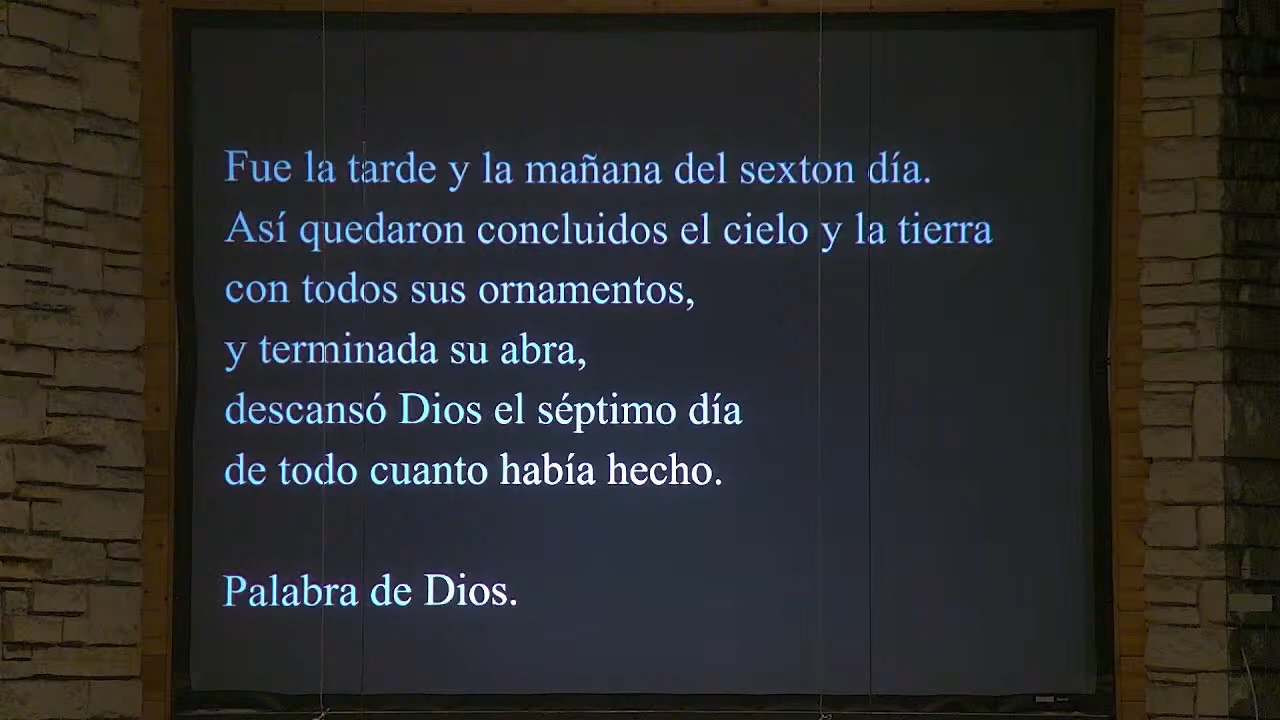 Fue la tarde y la mañana del sexton día.
Así quedaron concluidos el cielo y la tierra
con todos sus ornamentos,
y terminada su abra,
descansó Dios el séptimo día
de todo cuanto había hecho.
Palabra de Dios.